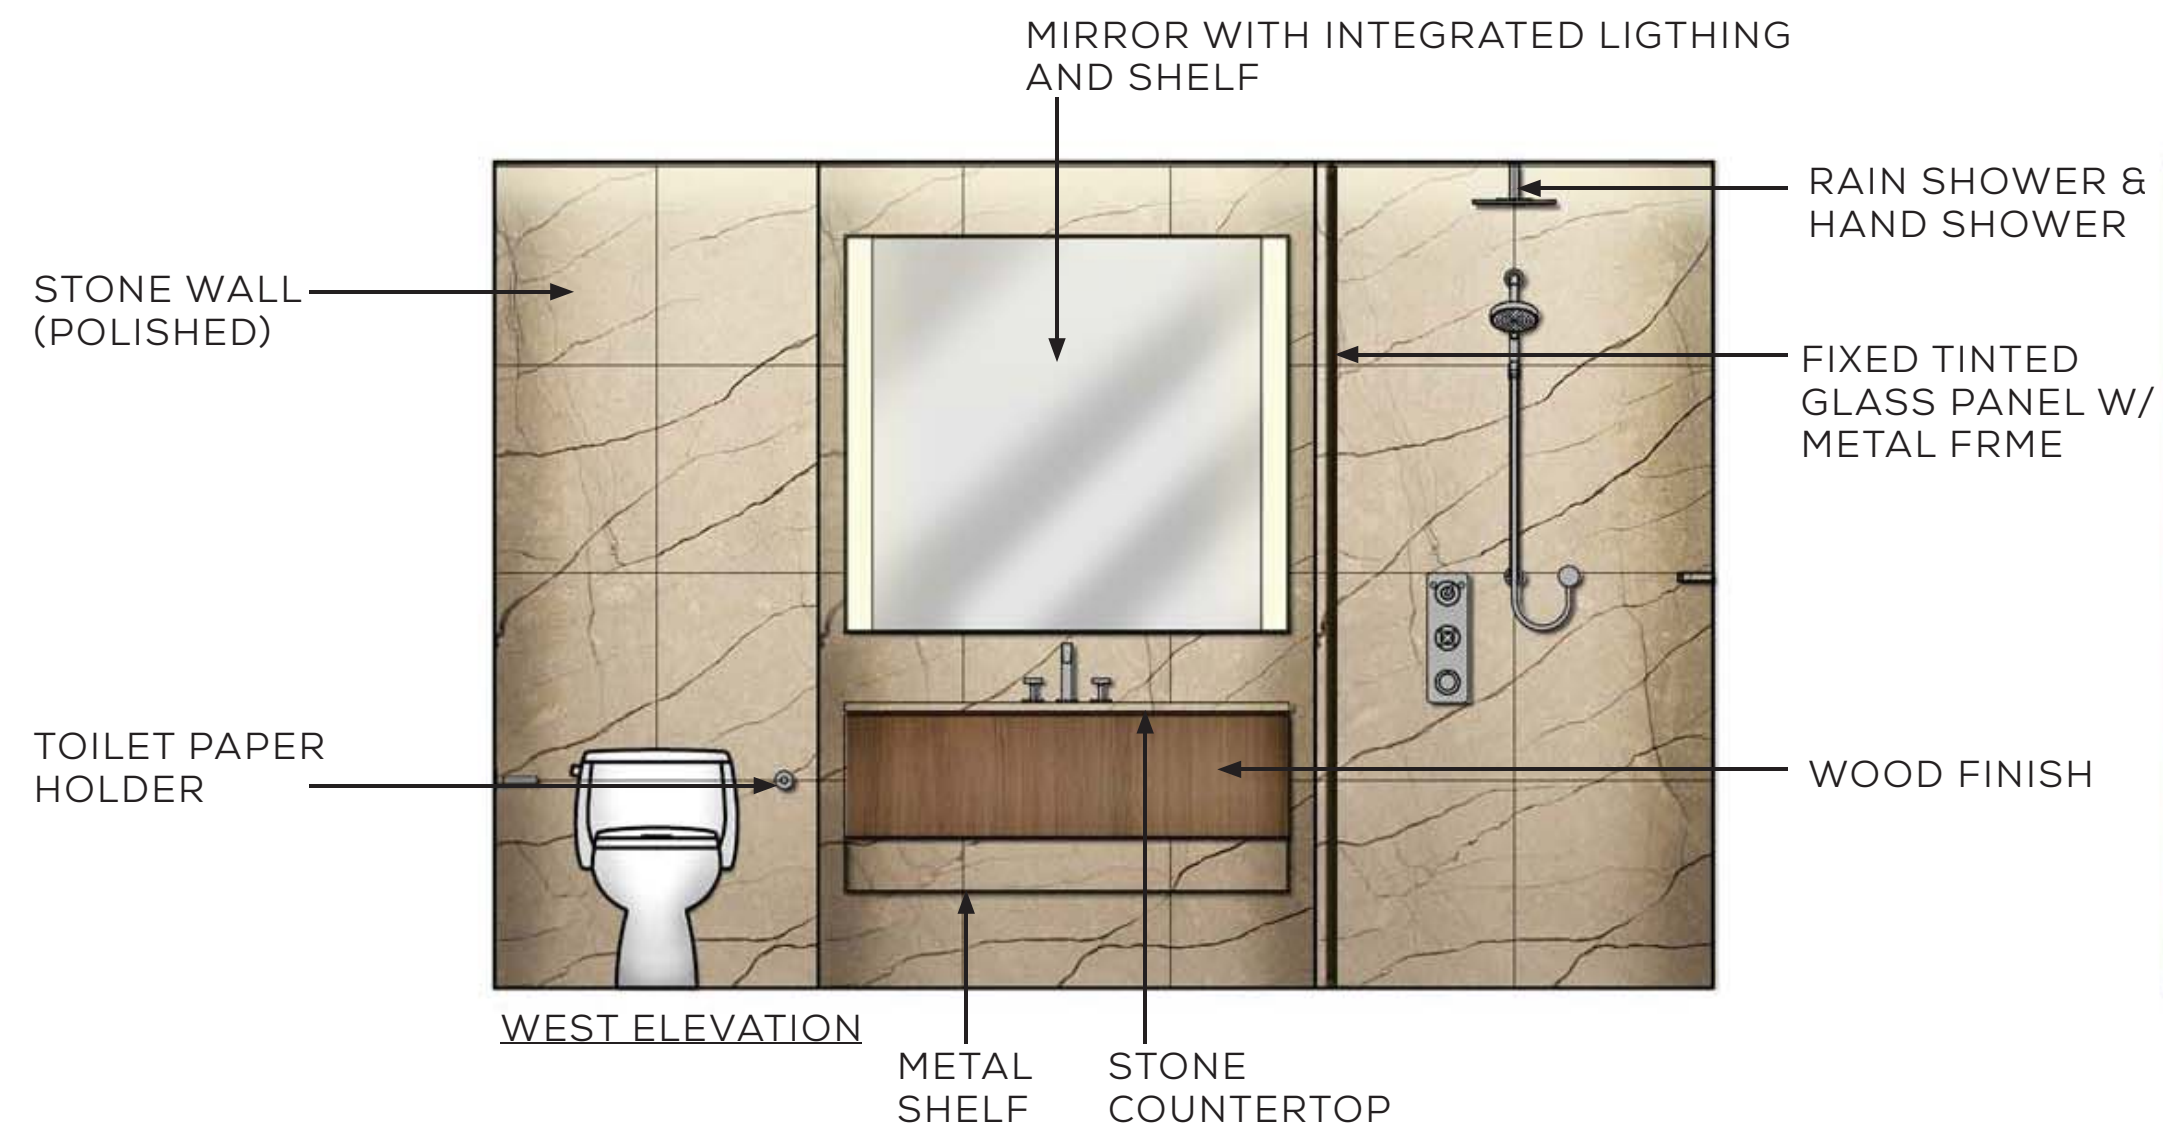 MIRROR WITH INTEGRATED LIGTHING
AND SHELF
RAIN SHOWER &
HAND SHOWER
STONE WALL
(POLISHED)
FIXED TINTED
GLASS PANEL W/
METAL FRME
TOILET PAPER
HOLDER
WOOD FINISH
WEST ELEVATION
METAL
SHELF
STONE
COUNTERTOP